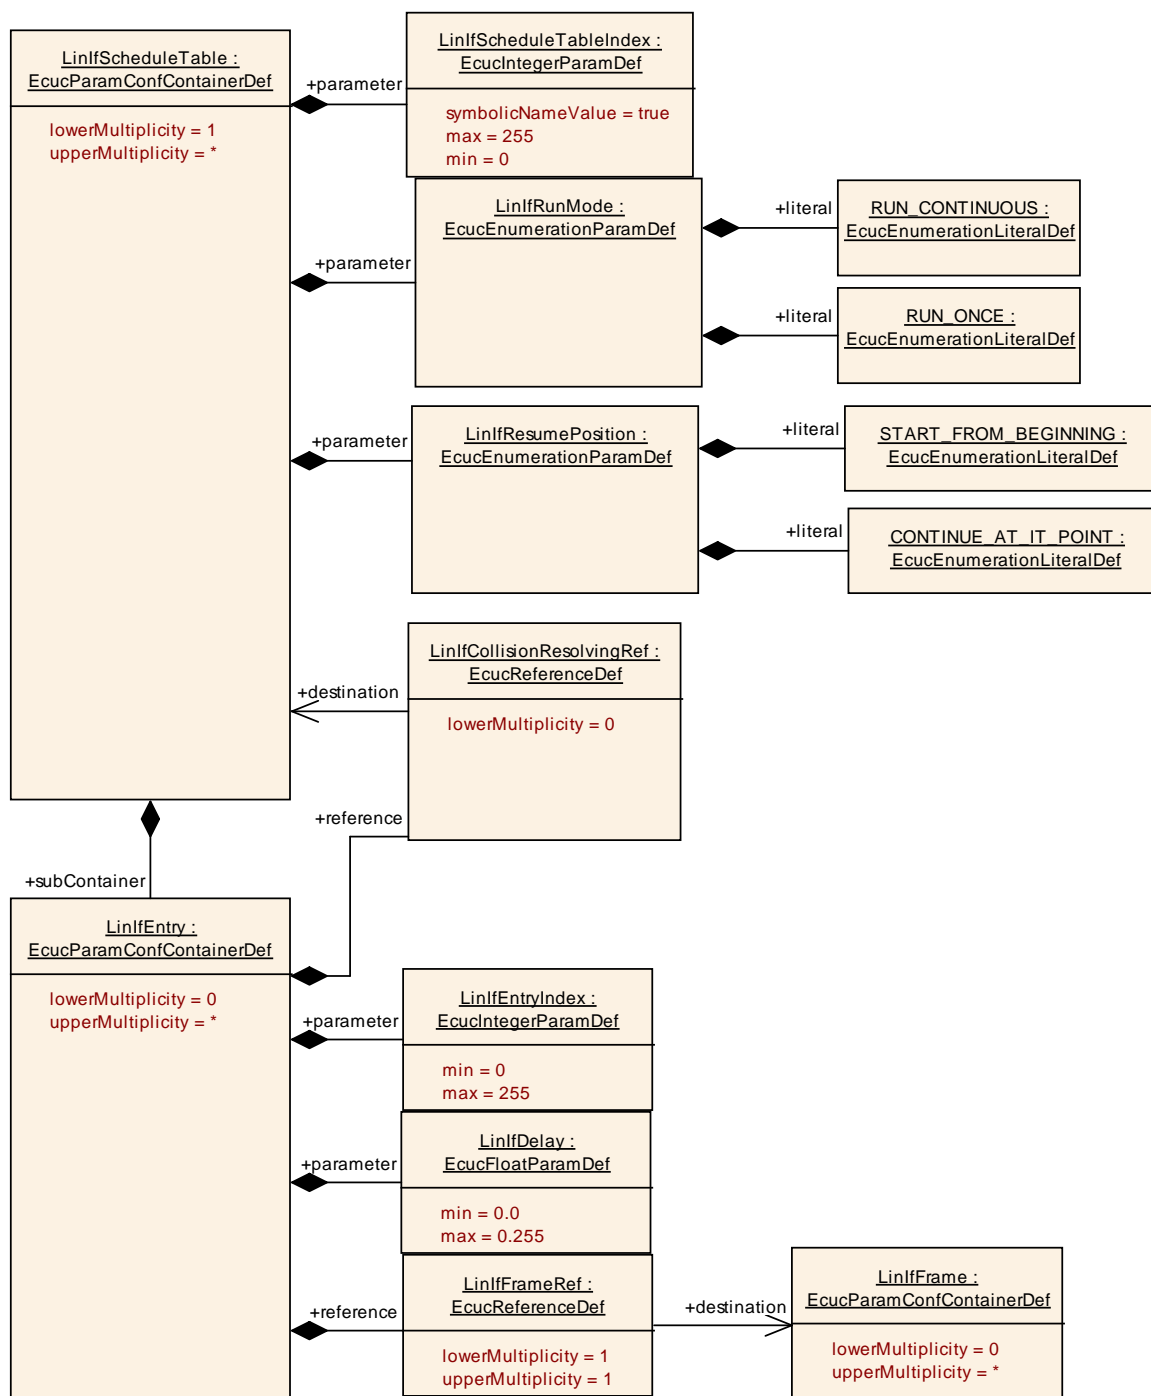 LinIfScheduleTable :
EcucParamConfContainerDef
lowerMultiplicity = 1
upperMultiplicity = *
+parameter
LinIfScheduleTableIndex :
EcucIntegerParamDef
symbolicNameValue = true
max = 255
min = 0
+parameter
LinIfRunMode :
EcucEnumerationParamDef
+literal
RUN_CONTINUOUS :
EcucEnumerationLiteralDef
+literal
RUN_ONCE :
EcucEnumerationLiteralDef
+parameter
LinIfResumePosition :
EcucEnumerationParamDef
+literal
START_FROM_BEGINNING :
EcucEnumerationLiteralDef
+literal
CONTINUE_AT_IT_POINT :
EcucEnumerationLiteralDef
+destination
LinIfCollisionResolvingRef :
EcucReferenceDef
lowerMultiplicity = 0
+reference
+subContainer
LinIfEntry :
EcucParamConfContainerDef
lowerMultiplicity = 0
upperMultiplicity = *
+parameter
LinIfEntryIndex :
EcucIntegerParamDef
min = 0
max = 255
+parameter
LinIfDelay :
EcucFloatParamDef
min = 0.0
max = 0.255
+reference
LinIfFrameRef :
EcucReferenceDef
lowerMultiplicity = 1
upperMultiplicity = 1
+destination
LinIfFrame :
EcucParamConfContainerDef
lowerMultiplicity = 0
upperMultiplicity = *